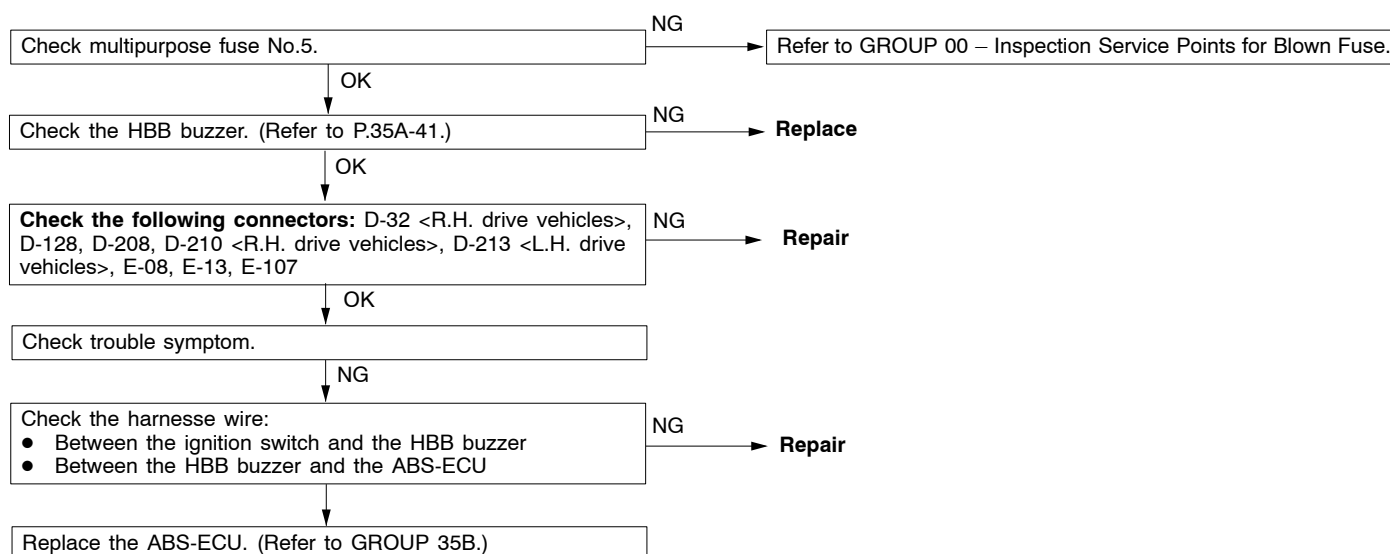 NG
Check multipurpose fuse No.5.
Refer to GROUP 00 – Inspection Service Points for Blown Fuse.
OK
Check the HBB buzzer. (Refer to P.35A-41.)
NG
Replace
OK
Check the following connectors: D-32 <R.H. drive vehicles>,
D-128, D-208, D-210 <R.H. drive vehicles>, D-213 <L.H. drive
vehicles>, E-08, E-13, E-107
NG
Repair
OK
Check trouble symptom.
NG
Check the harnesse wire:
● Between the ignition switch and the HBB buzzer
● Between the HBB buzzer and the ABS-ECU
NG
Repair
Replace the ABS-ECU. (Refer to GROUP 35B.)